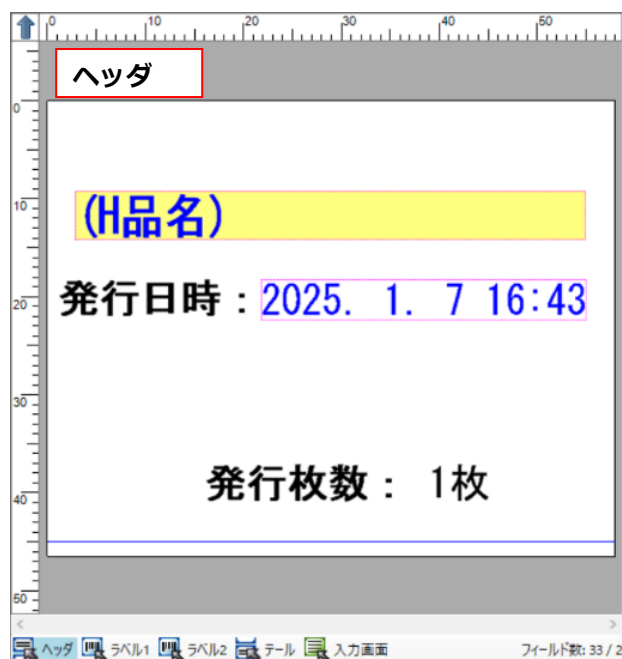 0 10 20 30 40 50
ヘッダ
0
10
(H品名)
発行日時：2025. 1. 7 16:43
20
30
発行枚数： 1枚
40
50
ヘッダ ラベル1 ラベル2 テール 入力画面 フィールド数: 33 / 2